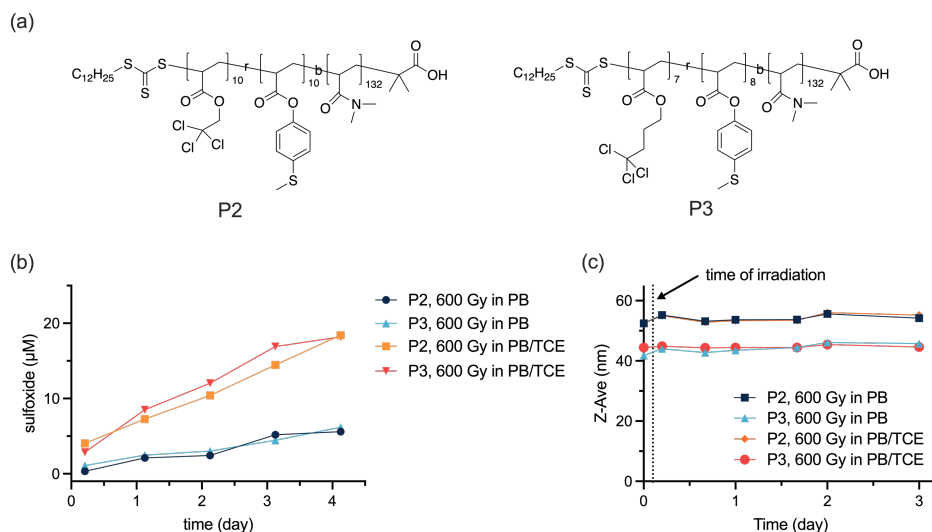 (a)
C12H25 S S S 10 r 10 b 132 O OH
O O O O O N
Cl Cl Cl
S
P2
C12H25 S S S 7 r 8 b 132 O OH
O O O O O N
Cl Cl Cl
S
P3
(b)
20
10
0
sulfoxide (µM)
0 1 2 3 4
time (day)
P2, 600 Gy in PB
P3, 600 Gy in PB
P2, 600 Gy in PB/TCE
P3, 600 Gy in PB/TCE
(c)
time of irradiation
60
40
20
0
Z-Ave (nm)
P2, 600 Gy in PB
P3, 600 Gy in PB
P2, 600 Gy in PB/TCE
P3, 600 Gy in PB/TCE
0 1 2 3
Time (day)